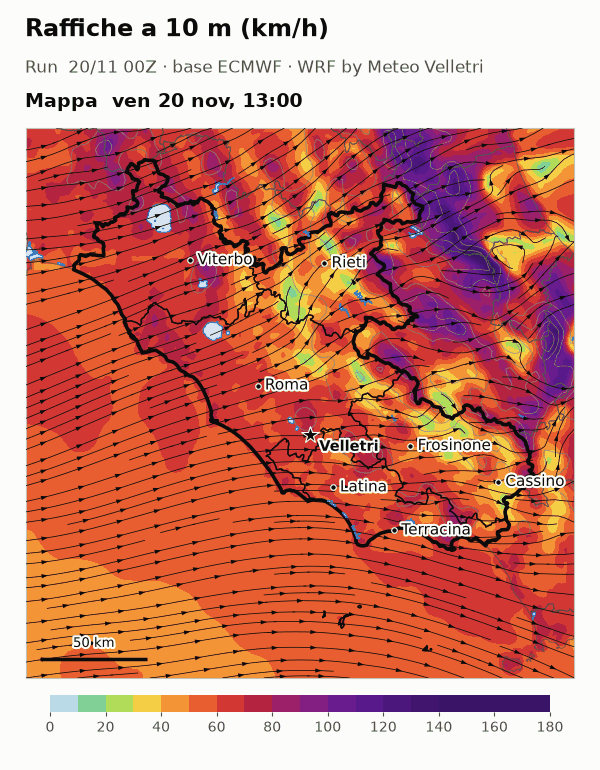 Raffiche a 10 m (km/h)
Run  20/11 00Z · base ECMWF · WRF by Meteo Velletri
Mappa  ven 20 nov, 13:00
Viterbo
Rieti
Roma
Velletri
Frosinone
Cassino
Latina
Terracina
50 km
0 20 40 60 80 100 120 140 160 180